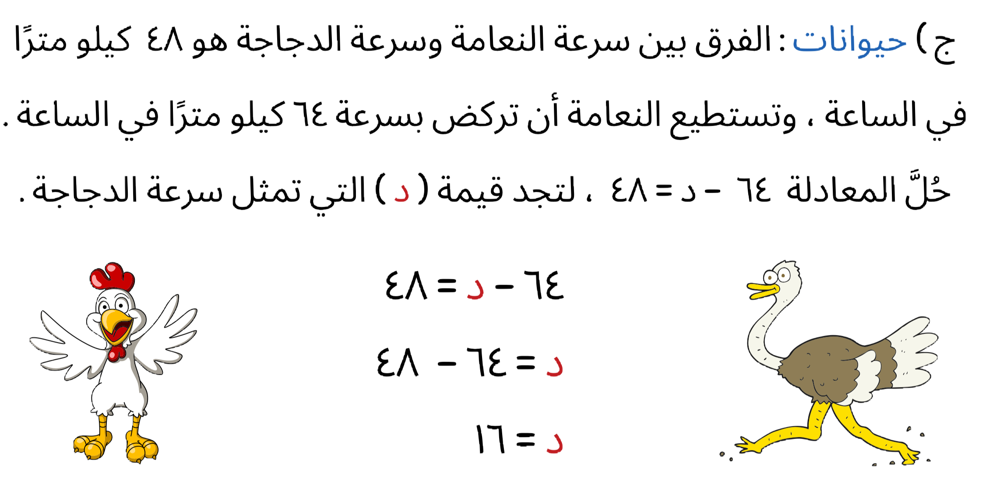 ج ) حيوانات : الفرق بين سرعة النعامة وسرعة الدجاجة هو ٤٨ كيلو مترًا
في الساعة ، وتستطيع النعامة أن تركض بسرعة ٦٤ كيلو مترًا في الساعة .
حُلَّ المعادلة ٦٤ – د = ٤٨ ، لتجد قيمة ( د ) التي تمثل سرعة الدجاجة .
٦٤ – د = ٤٨
د = ٦٤ – ٤٨
د = ١٦